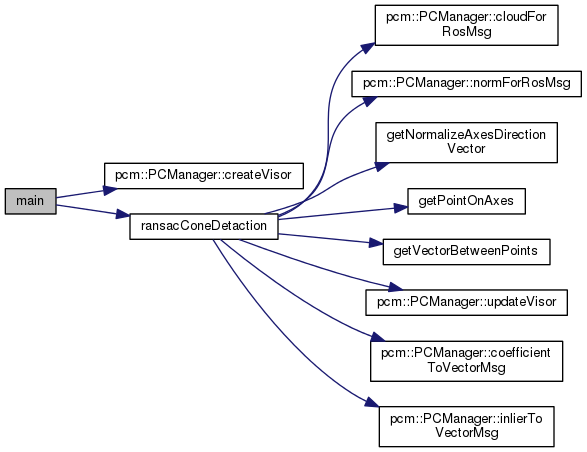 pcm::PCManager::cloudFor
RosMsg
pcm::PCManager::normForRosMsg
getNormalizeAxesDirection
Vector
pcm::PCManager::createVisor
main
getPointOnAxes
ransacConeDetaction
getVectorBetweenPoints
pcm::PCManager::updateVisor
pcm::PCManager::coefficient
ToVectorMsg
pcm::PCManager::inlierTo
VectorMsg